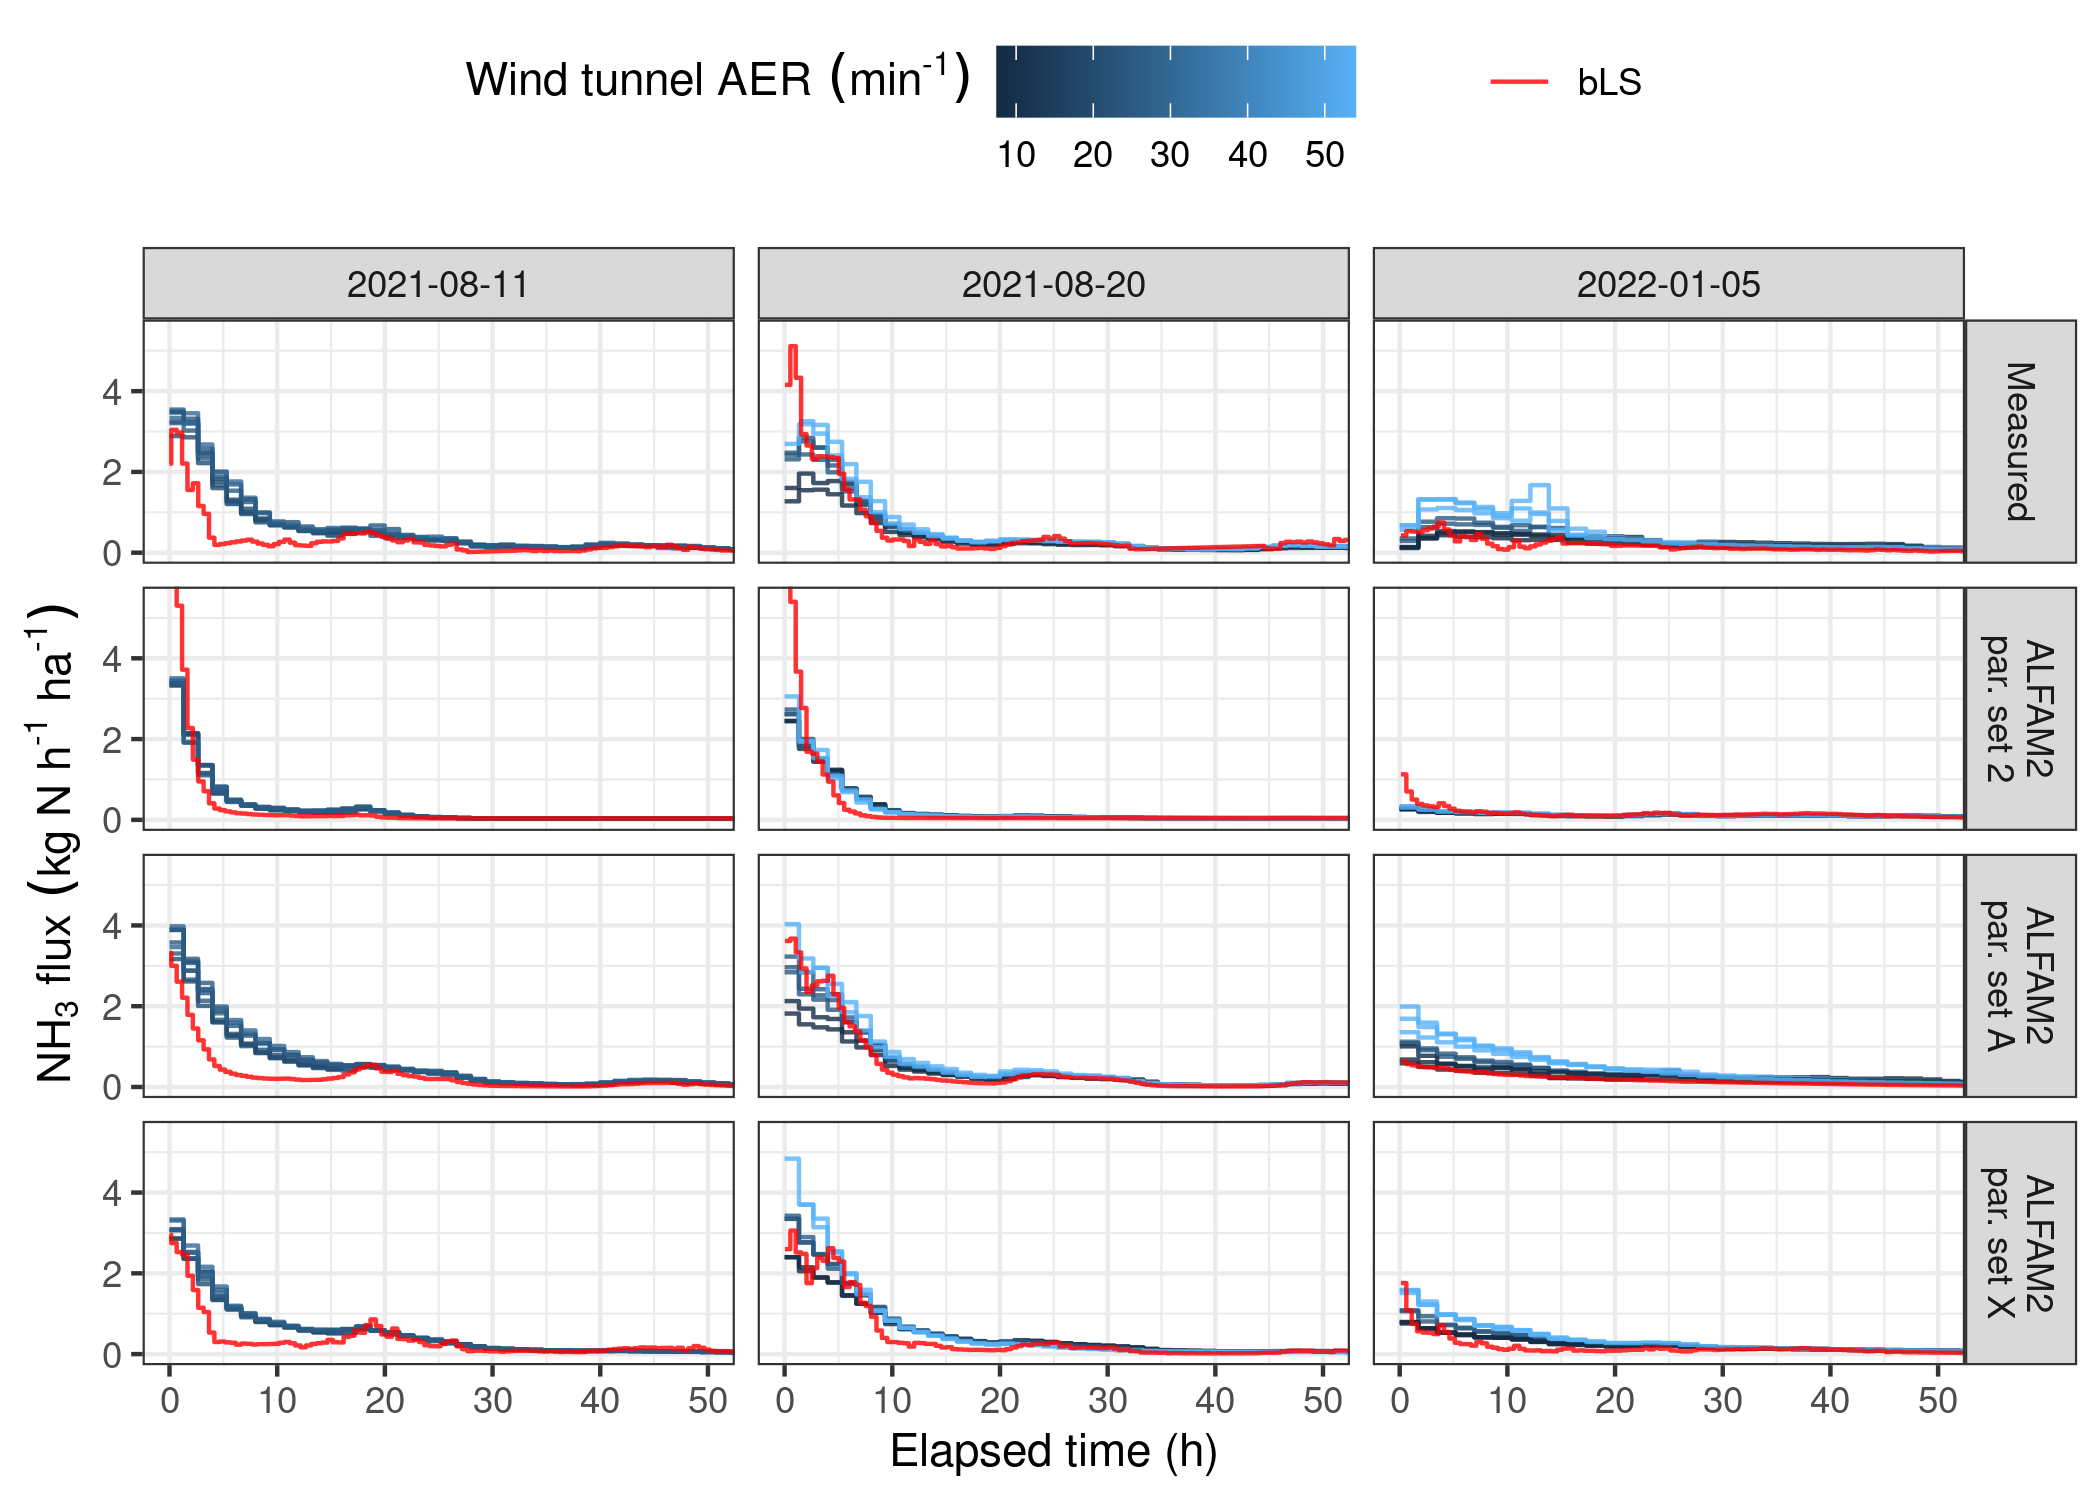 Wind tunnel AER (min-1)
10 20 30 40 50
bLS
2021-08-11 2021-08-20 2022-01-05
NH3 flux (kg N h-1 ha-1)
4
2
0
Measured
4
2
0
ALFAM2
par. set 2
4
2
0
ALFAM2
par. set A
4
2
0
ALFAM2
par. set X
0 10 20 30 40 50 0 10 20 30 40 50 0 10 20 30 40 50
Elapsed time (h)